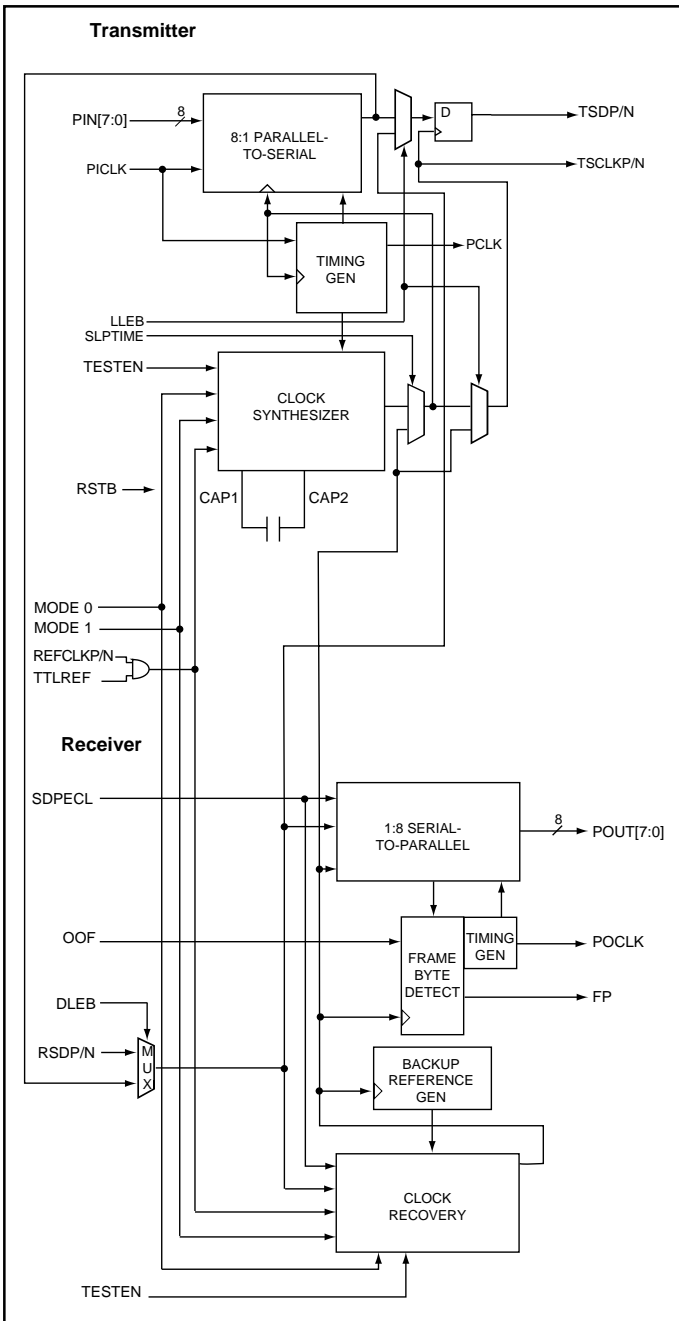 Transmitter
PIN[7:0]
8
8:1 PARALLEL-
TO-SERIAL
D
TSDP/N
PICLK
TSCLKP/N
TIMING
GEN
PCLK
LLEB
SLPTIME
TESTEN
CLOCK
SYNTHESIZER
RSTB
CAP1
CAP2
MODE 0
MODE 1
REFCLKP/N
TTLREF
Receiver
SDPECL
1:8 SERIAL-
TO-PARALLEL
8
POUT[7:0]
OOF
FRAME
BYTE
DETECT
TIMING
GEN
POCLK
FP
DLEB
RSDP/N
M
U
X
BACKUP
REFERENCE
GEN
CLOCK
RECOVERY
TESTEN